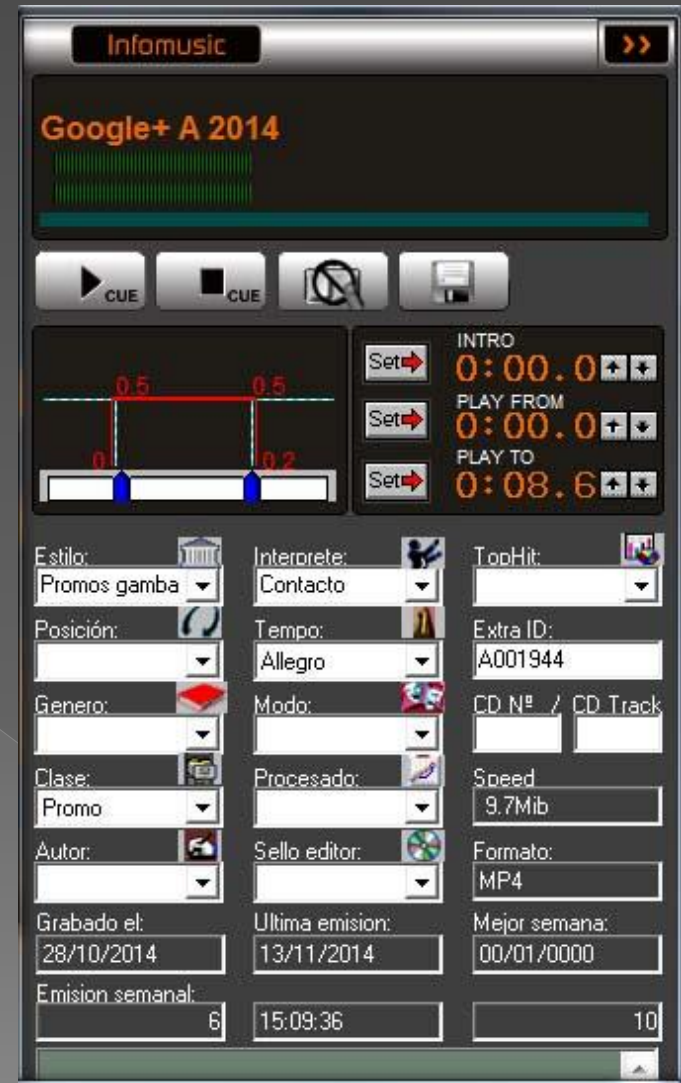 Infomusic >>
Google+ A 2014
CUE CUE
INTRO
Set 0:00.0
0.5 0.5
PLAY FROM
Set 0:00.0
0 0.2
PLAY TO
Set 0:08.6
Estilo: Interprete: TopHit:
Promos gamba Contacto
Posición: Tempo: Extra ID:
Allegro A001944
Genero: Modo: CD Nº / CD Track
Clase: Procesado: Speed
Promo 9.7Mib
Autor: Sello editor: Formato:
MP4
Grabado el: Ultima emision: Mejor semana:
28/10/2014 13/11/2014 00/01/0000
Emision semanal:
6 15:09:36 10